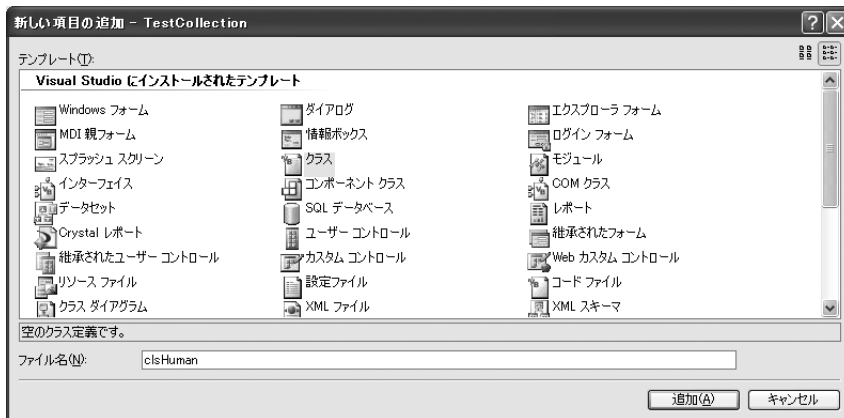 新しい項目の追加 - TestCollection
テンプレート(T):
Visual Studio にインストールされたテンプレート
Windows フォーム
ダイアログ
エクスプローラ フォーム
MDI 親フォーム
情報ボックス
ログイン フォーム
スプラッシュ スクリーン
クラス
モジュール
インターフェイス
コンポーネント クラス
COM クラス
データセット
SQL データベース
レポート
Crystal レポート
ユーザー コントロール
継承されたフォーム
継承されたユーザー コントロール
カスタム コントロール
Web カスタム コントロール
リソース ファイル
設定ファイル
コード ファイル
クラス ダイアグラム
XML ファイル
XML スキーマ
空のクラス定義です。
ファイル名(N):
clsHuman
追加(A)
キャンセル